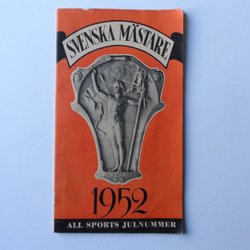 SVENSKA MÄSTARE
1952
ALL SPORTS JULNUMMER